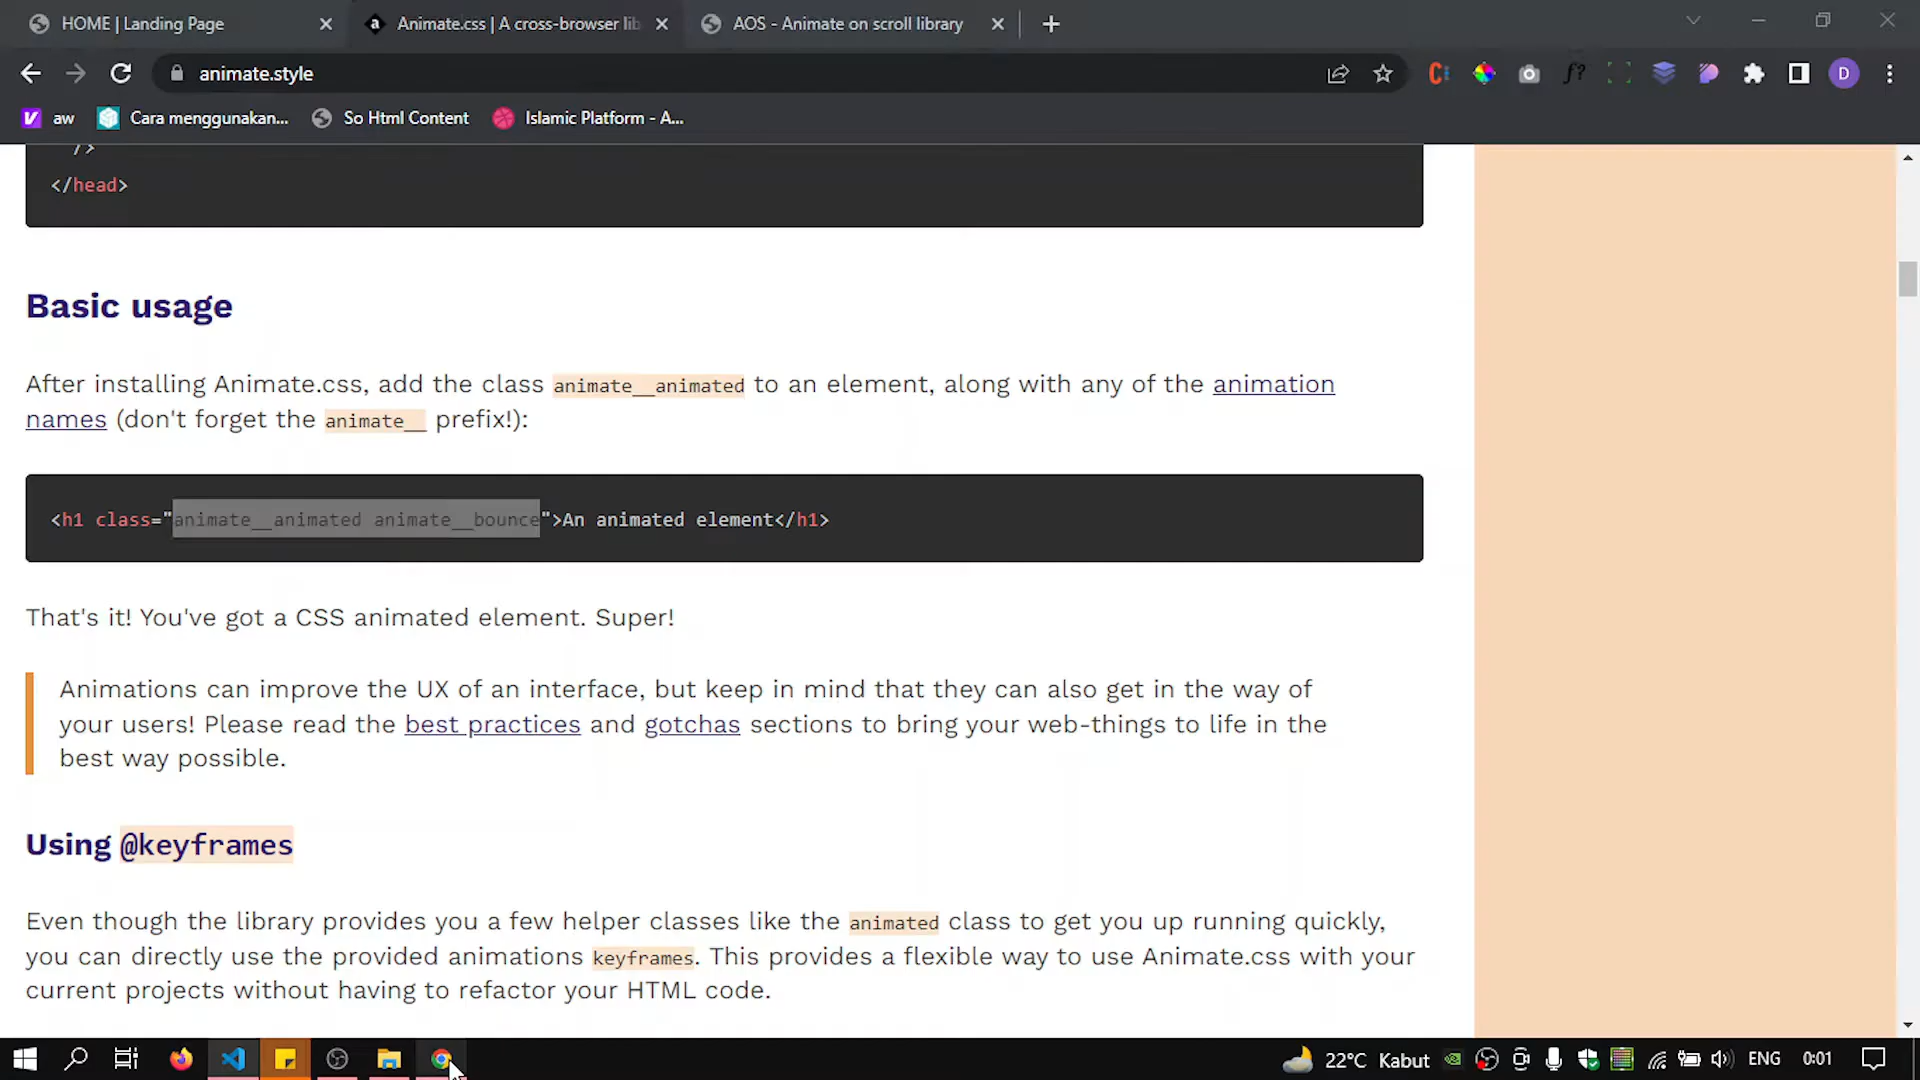 HOME | Landing Page
Animate.css | A cross-browser lib
AOS - Animate on scroll library
animate.style
aw
Cara menggunakan...
So Html Content
Islamic Platform - A...
D
/>
</head>
Basic usage
After installing Animate.css, add the class animate__animated to an element, along with any of the animation
names (don't forget the animate__ prefix!):
<h1 class="animate__animated animate__bounce">An animated element</h1>
That's it! You've got a CSS animated element. Super!
Animations can improve the UX of an interface, but keep in mind that they can also get in the way of
your users! Please read the best practices and gotchas sections to bring your web-things to life in the
best way possible.
Using @keyframes
Even though the library provides you a few helper classes like the animated class to get you up running quickly,
you can directly use the provided animations keyframes. This provides a flexible way to use Animate.css with your
current projects without having to refactor your HTML code.
22°C Kabut
ENG
0:01